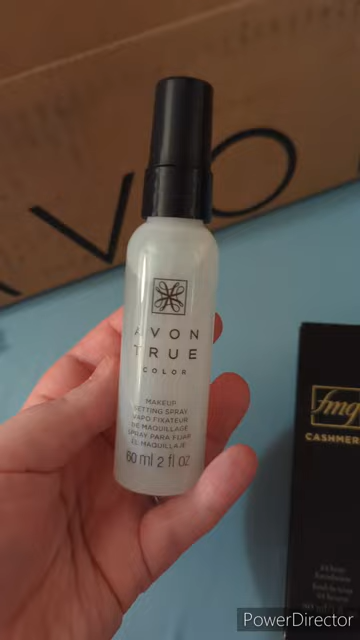 AVO
AVON
TRUE
COLOR
MAKEUP
SETTING SPRAY
VAPO FIXATEUR
DE MAQUILLAGE
SPRAY PARA FIJAR
EL MAQUILLAJE
60 ml 2 fl oz
fmg
CASHMER
PowerDirector